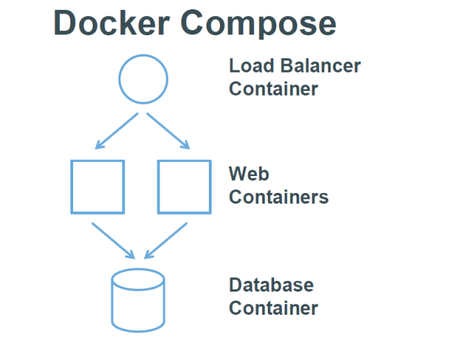 Docker Compose
Load Balancer
Container
Web
Containers
Database
Container